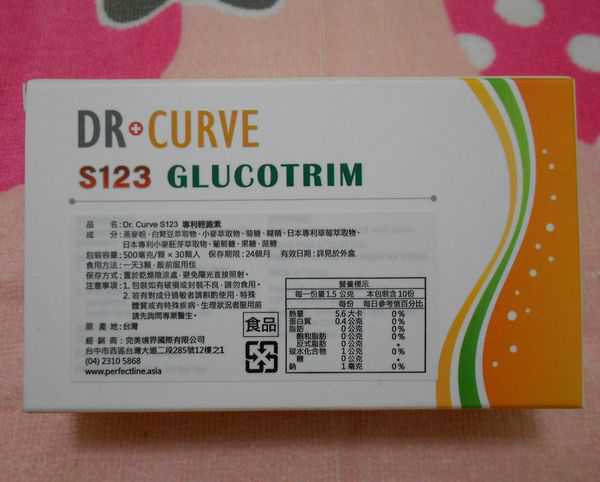 DR CURVE
S123 GLUCOTRIM
品 名:Dr. Curve S123 專利輕盈素
成 分:蕎麥粉、白腎豆萃取物、小麥萃取物、菊糖、糊精、日本專利草莓萃取物、
日本專利小麥胚芽萃取物、葡萄糖、果糖、蔗糖
包裝容量:500毫克/顆×30顆入 保存期限:24個月 有效日期:詳見於外盒
食用方法:一天3顆,飯前服用佳
保存方式:置於乾燥陰涼處,避免陽光直接照射。
注意事項:1.包裝如有破損或封裝不良,請勿食用。
2.若有對成分過敏者請斟酌使用,特殊
體質或有特殊疾病、生理狀況者服用前
請先詢問專業醫生。
原 產 地:台灣
經 銷 商:完美境界國際有限公司
台中市西區台灣大道二段285號12樓之1
(04) 2310 5868
www.perfectline.asia
食品
營養標示
每一份量1.5 公克 本包裝含10份
每份 每日參考值百分比
熱量 5.6 大卡 0%
蛋白質 0.4公克 0%
脂肪 0公克 0%
飽和脂肪 0公克 0%
反式脂肪 0公克 *
碳水化合物 1公克 0%
糖 0公克 *
鈉 1毫克 0%